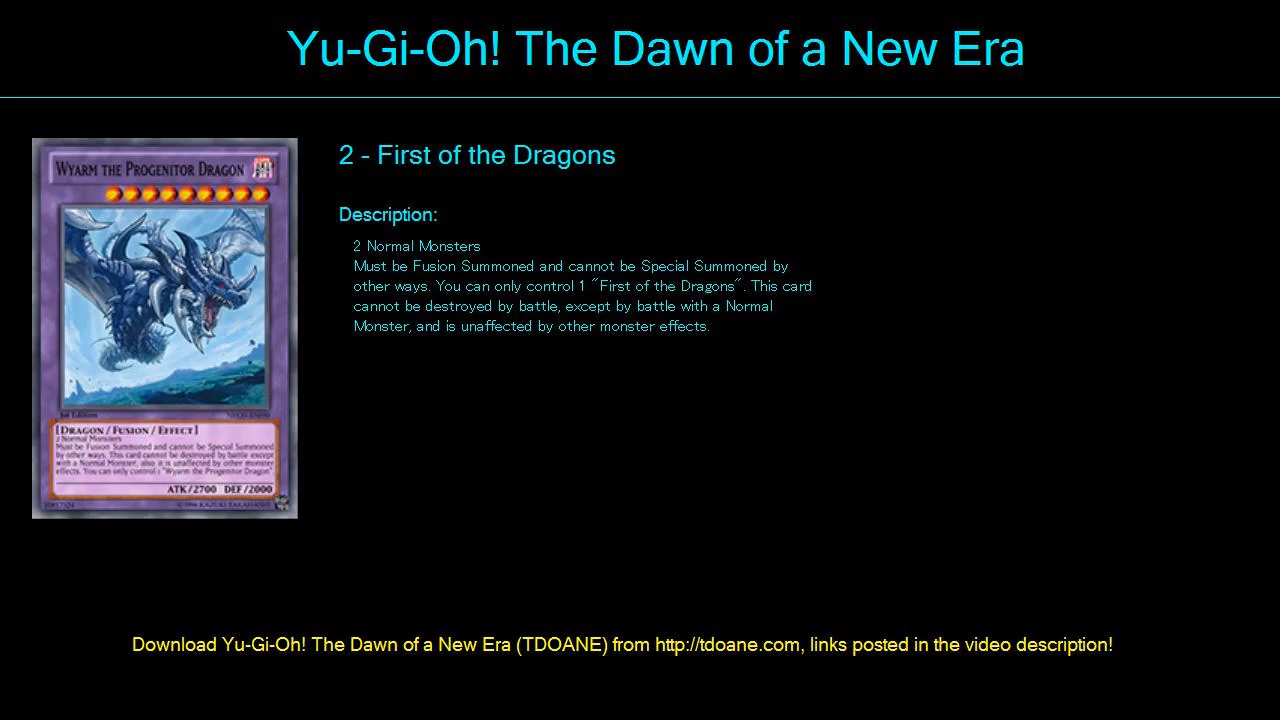 Yu-Gi-Oh! The Dawn of a New Era
WYARM THE PROGENITOR DRAGON
1st Edition
[DRAGON / FUSION / EFFECT]
2 Normal Monsters
Must be Fusion Summoned and cannot be Special Summoned
by other ways. This card cannot be destroyed by battle except
with a Normal Monster, also it is unaffected by other monster
effects. You can only control 1 "Wyarm the Progenitor Dragon".
ATK/2700 DEF/2000
2 - First of the Dragons
Description:
2 Normal Monsters
Must be Fusion Summoned and cannot be Special Summoned by
other ways. You can only control 1 "First of the Dragons". This card
cannot be destroyed by battle, except by battle with a Normal
Monster, and is unaffected by other monster effects.
Download Yu-Gi-Oh! The Dawn of a New Era (TDOANE) from http://tdoane.com, links posted in the video description!